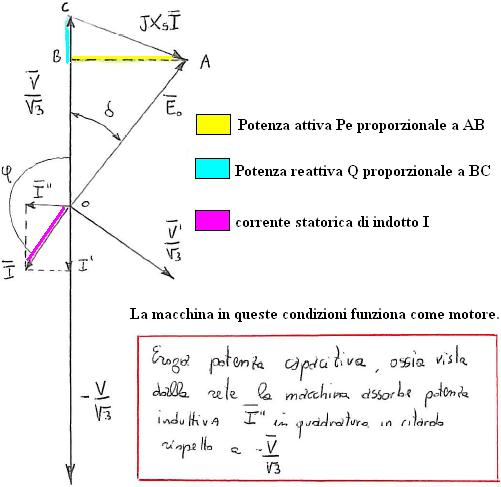 C
JXsI̅
B
A
V̅
√3
δ
E̅o
Potenza attiva Pe proporzionale a AB
Potenza reattiva Q proporzionale a BC
φ
I̅''
O
corrente statorica di indotto I
V̅'
√3
I̅
I'
La macchina in queste condizioni funziona come motore.
Eroga potenza capacitiva, ossia vista
dalla rete la macchina assorbe potenza
induttiva I̅'' in quadratura in ritardo
rispetto a -V̅
√3
-V
√3